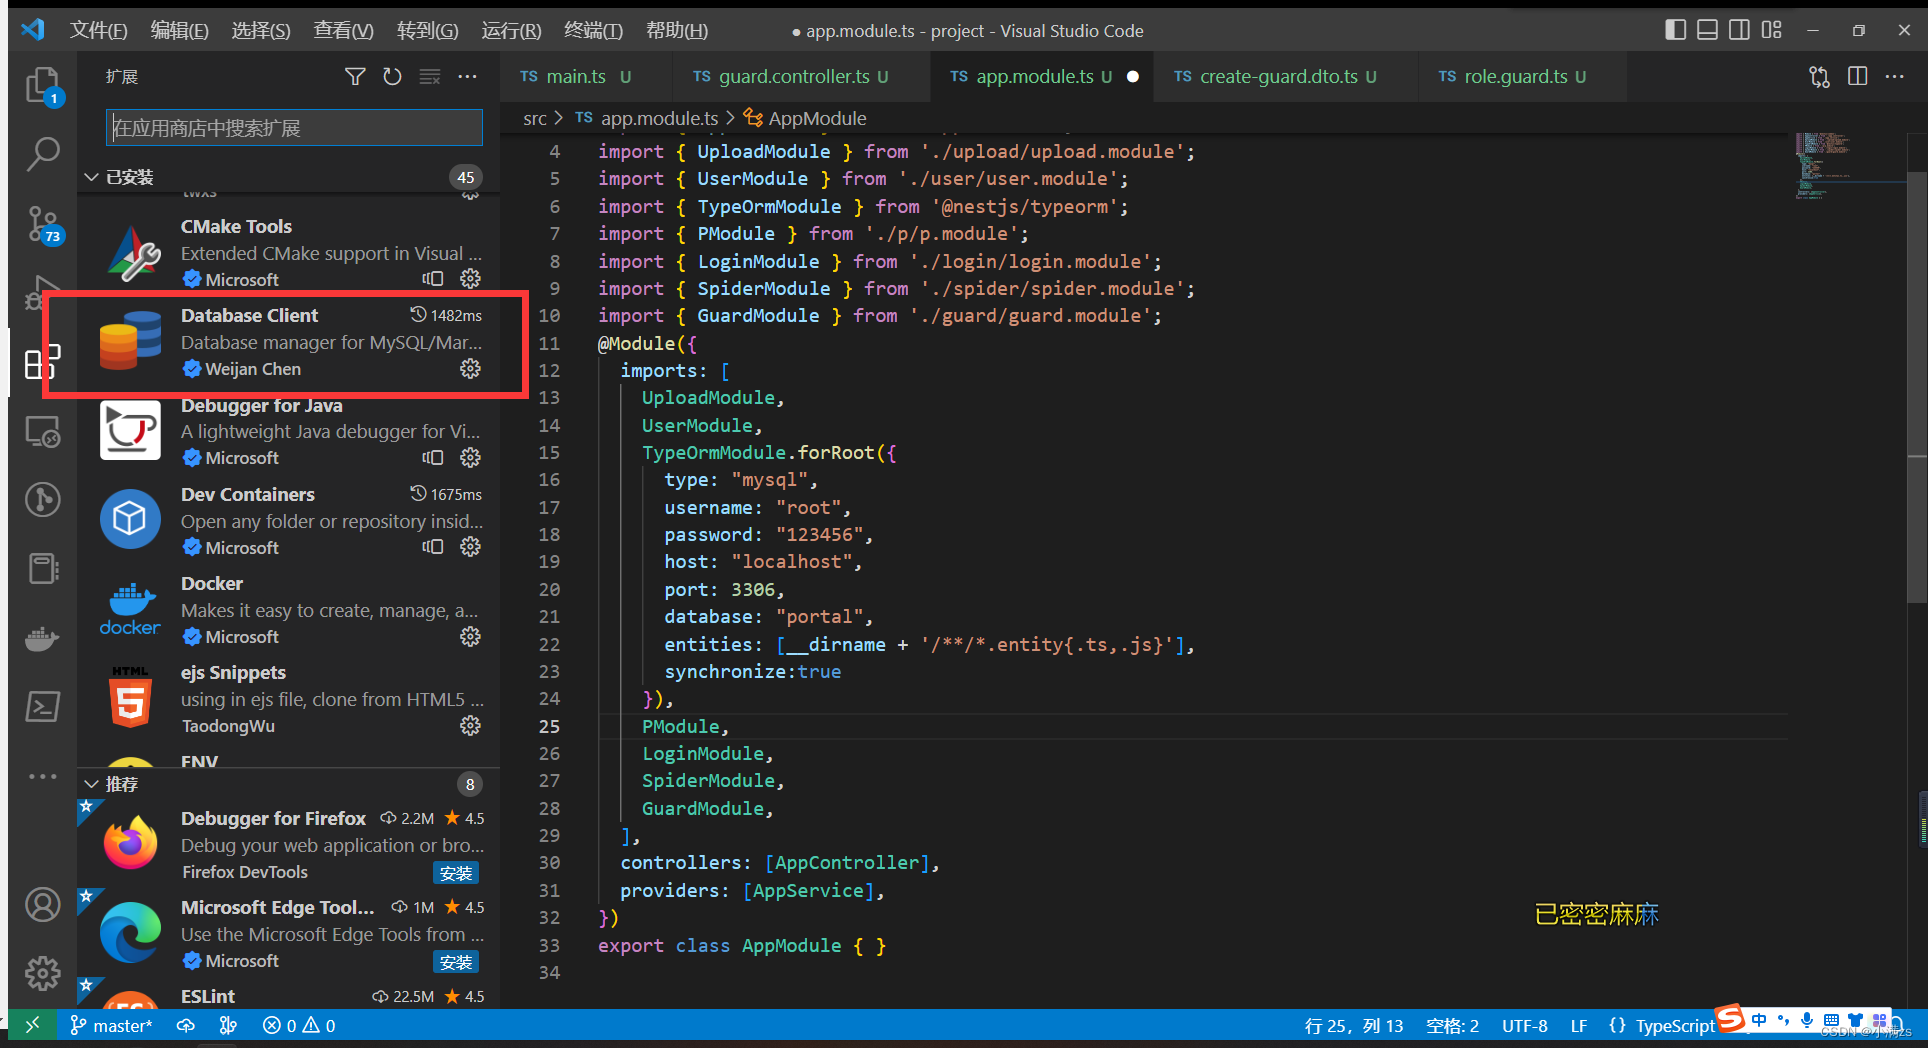 文件(F) 编辑(E) 选择(S) 查看(V) 转到(G) 运行(R) 终端(T) 帮助(H)
● app.module.ts - project - Visual Studio Code
扩展
在应用商店中搜索扩展
已安装 45
CMake Tools
Extended CMake support in Visual ...
Microsoft
Database Client 1482ms
Database manager for MySQL/Mar...
Weijan Chen
Debugger for Java
A lightweight Java debugger for Vi...
Microsoft
Dev Containers 1675ms
Open any folder or repository insid...
Microsoft
Docker
Makes it easy to create, manage, a...
docker
Microsoft
HTML
ejs Snippets
using in ejs file, clone from HTML5 ...
TaodongWu
ENV
推荐 8
Debugger for Firefox 2.2M 4.5
Debug your web application or bro...
Firefox DevTools 安装
Microsoft Edge Tool... 1M 4.5
Use the Microsoft Edge Tools from ...
Microsoft 安装
ESLint 22.5M 4.5
1
73
TS main.ts U
TS guard.controller.ts U
TS app.module.ts U ●
TS create-guard.dto.ts U
TS role.guard.ts U
src > TS app.module.ts > AppModule
4 import { UploadModule } from './upload/upload.module';
5 import { UserModule } from './user/user.module';
6 import { TypeOrmModule } from '@nestjs/typeorm';
7 import { PModule } from './p/p.module';
8 import { LoginModule } from './login/login.module';
9 import { SpiderModule } from './spider/spider.module';
10 import { GuardModule } from './guard/guard.module';
11 @Module({
12 imports: [
13 UploadModule,
14 UserModule,
15 TypeOrmModule.forRoot({
16 type: "mysql",
17 username: "root",
18 password: "123456",
19 host: "localhost",
20 port: 3306,
21 database: "portal",
22 entities: [__dirname + '/**/*.entity{.ts,.js}'],
23 synchronize:true
24 }),
25 PModule,
26 LoginModule,
27 SpiderModule,
28 GuardModule,
29 ],
30 controllers: [AppController],
31 providers: [AppService],
32 })
33 export class AppModule { }
34
已密密麻麻
master* 0 0
行 25，列 13 空格: 2 UTF-8 LF {} TypeScript
中
CSDN @小满zs